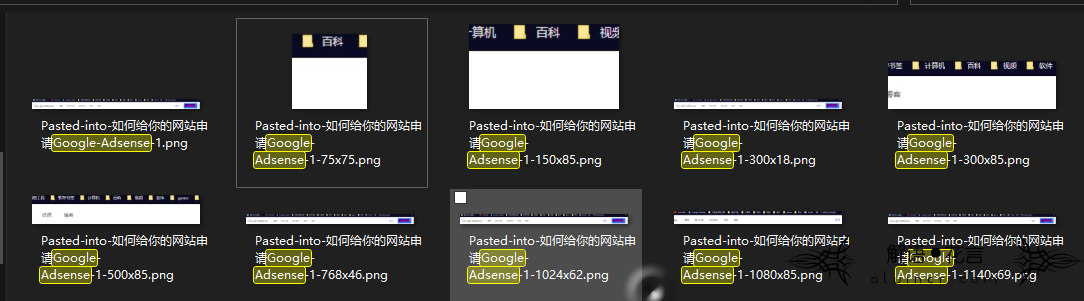 百科
计算机
百科
视频
书签
计算机
百科
视频
软件
博客
Pasted-into-如何给你的网站申
请Google-Adsense-1.png
Pasted-into-如何给你的网站申
请Google-
Adsense-1-75x75.png
Pasted-into-如何给你的网站申
请Google-
Adsense-1-150x85.png
Pasted-into-如何给你的网站申
请Google-
Adsense-1-300x18.png
Pasted-into-如何给你的网站申
请Google-
Adsense-1-300x85.png
计算机
百科
视频
软件
Pasted-into-如何给你的网站申
请Google-
Adsense-1-500x85.png
Pasted-into-如何给你的网站申
请Google-
Adsense-1-768x46.png
Pasted-into-如何给你的网站申
请Google-
Adsense-1-1024x62.png
Pasted-into-如何给你的网站申
请Google-
Adsense-1-1080x85.png
Pasted-into-如何给你的网站申
请Google-
Adsense-1-1140x69.png